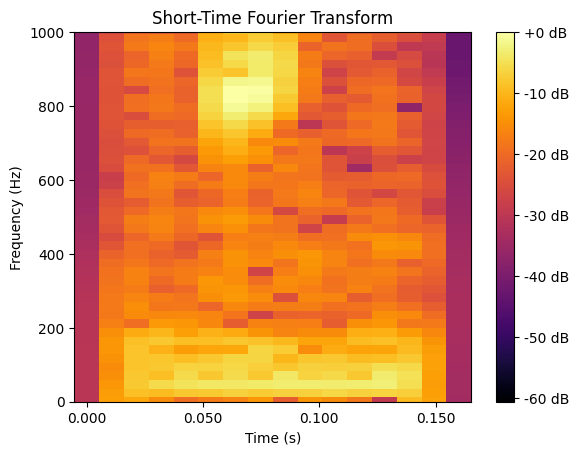 Short-Time Fourier Transform
Frequency (Hz)
1000
800
600
400
200
0
0.000
0.050
0.100
0.150
Time (s)
+0 dB
-10 dB
-20 dB
-30 dB
-40 dB
-50 dB
-60 dB